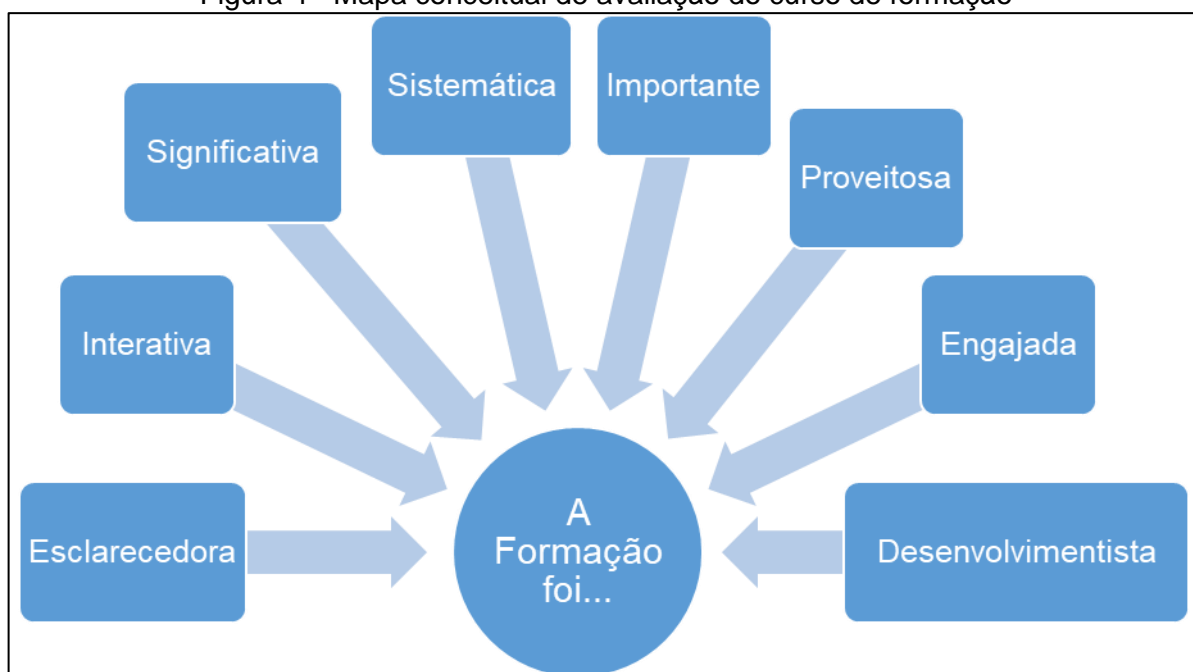 Figura 4 - Mapa conceitual de avaliação do curso de formação
Sistemática
Importante
Significativa
Proveitosa
Interativa
Engajada
Esclarecedora
A
Formação
foi...
Desenvolvimentista